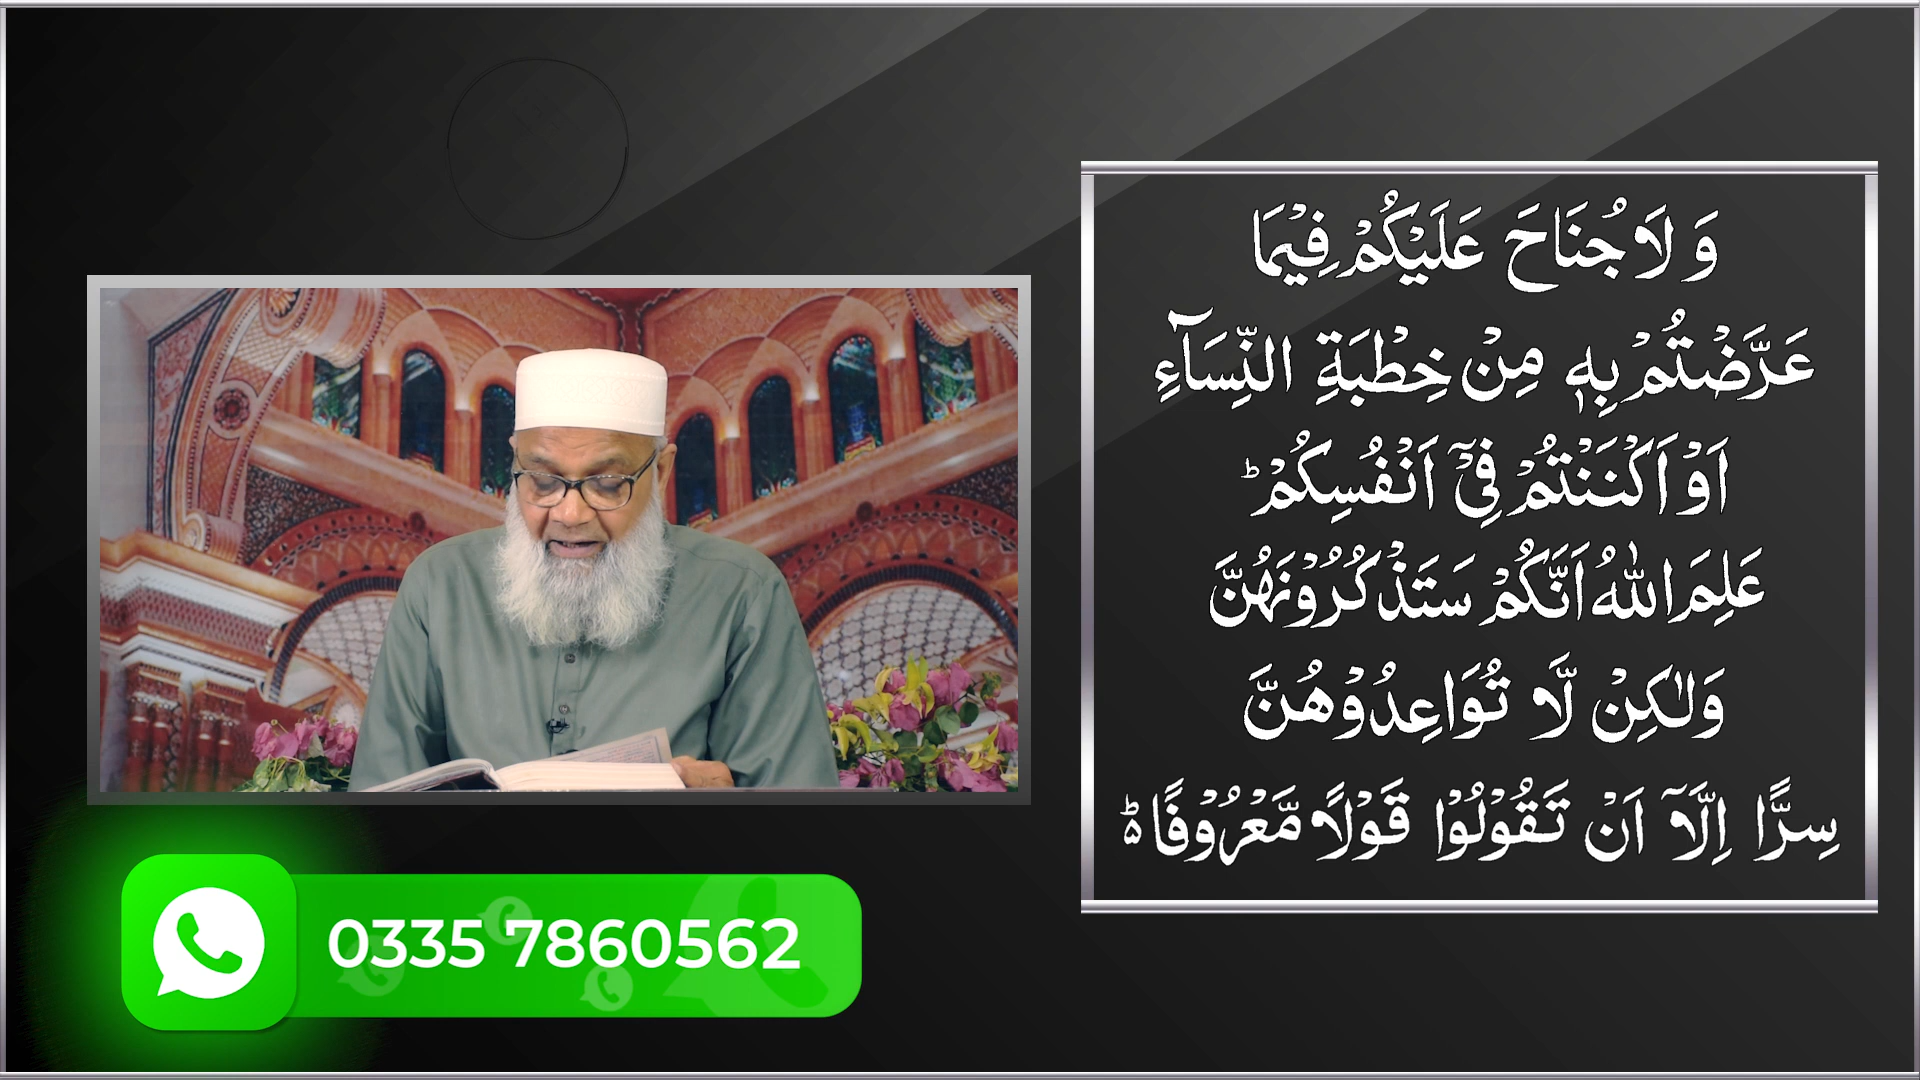 وَ لَا جُنَاحَ عَلَيْكُمْ فِيْمَا
عَرَّضْتُمْ بِهٖ مِنْ خِطْبَةِ النِّسَآءِ
اَوْ اَكْنَنْتُمْ فِيْۤ اَنْفُسِكُمْ ؕ
عَلِمَ اللّٰهُ اَنَّكُمْ سَتَذْكُرُوْنَهُنَّ
وَلٰكِنْ لَّا تُوَاعِدُوْهُنَّ
سِرًّا اِلَّاۤ اَنْ تَقُوْلُوْا قَوْلًا مَّعْرُوْفًا ؕ۬
0335 7860562